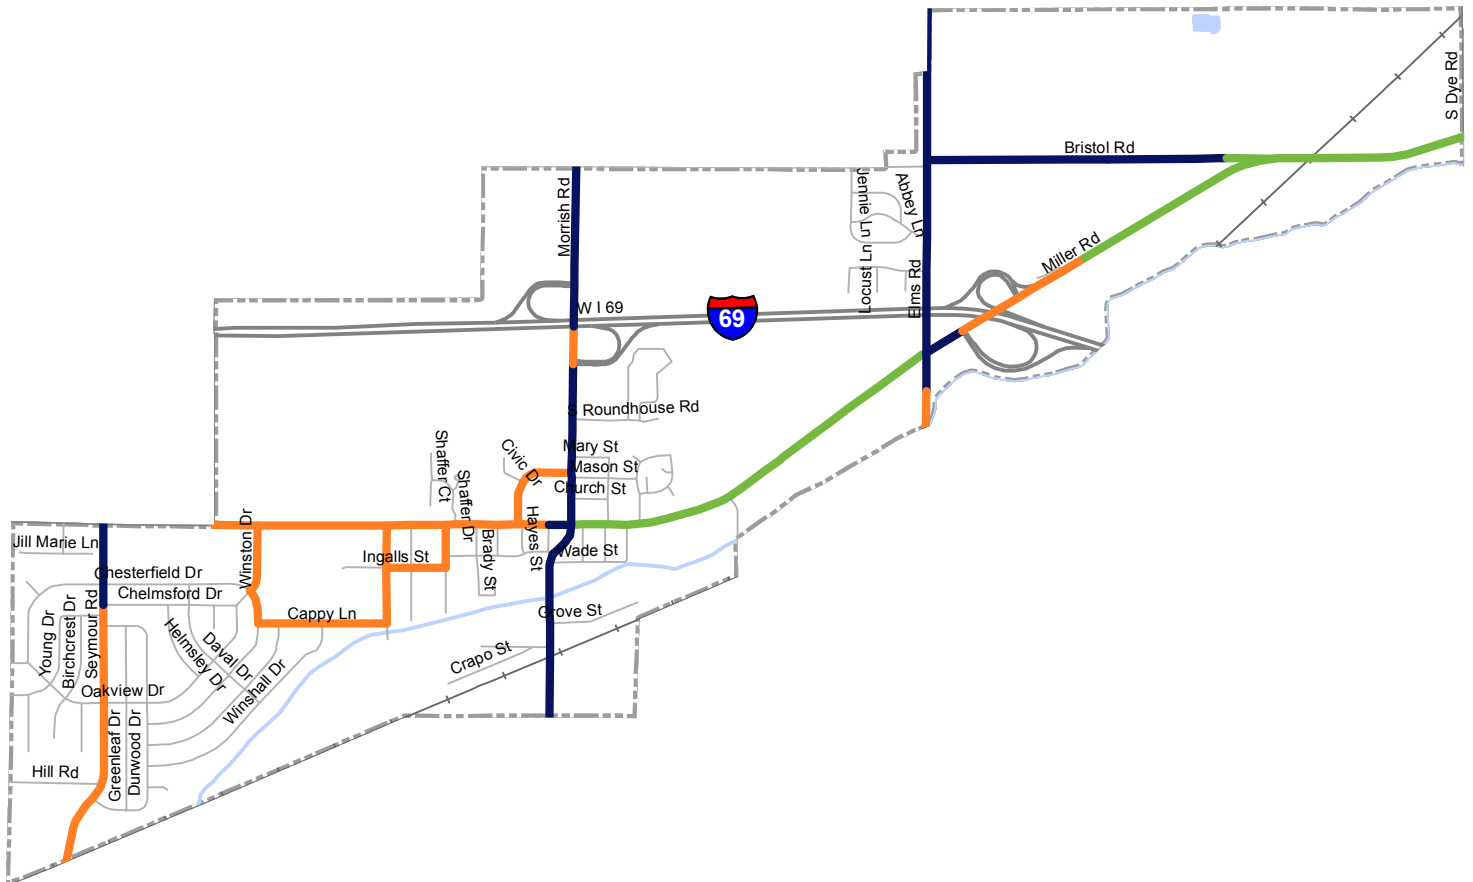 S Dye Rd
Bristol Rd
Jennie Ln
Abbey Ln
Morrish Rd
Miller Rd
Locust Ln
Elms Rd
W I 69
69
S Roundhouse Rd
Mary St
Mason St
Church St
Civic Dr
Shaffer Ct
Shaffer Dr
Hayes St
Brady St
Wade St
Ingalls St
Winston Dr
Jill Marie Ln
Chesterfield Dr
Chelmsford Dr
Cappy Ln
Grove St
Crapo St
Young Dr
Birchcrest Dr
Seymour Rd
Helmsley Dr
Daval Dr
Winshall Dr
Oakview Dr
Greenleaf Dr
Durwood Dr
Hill Rd